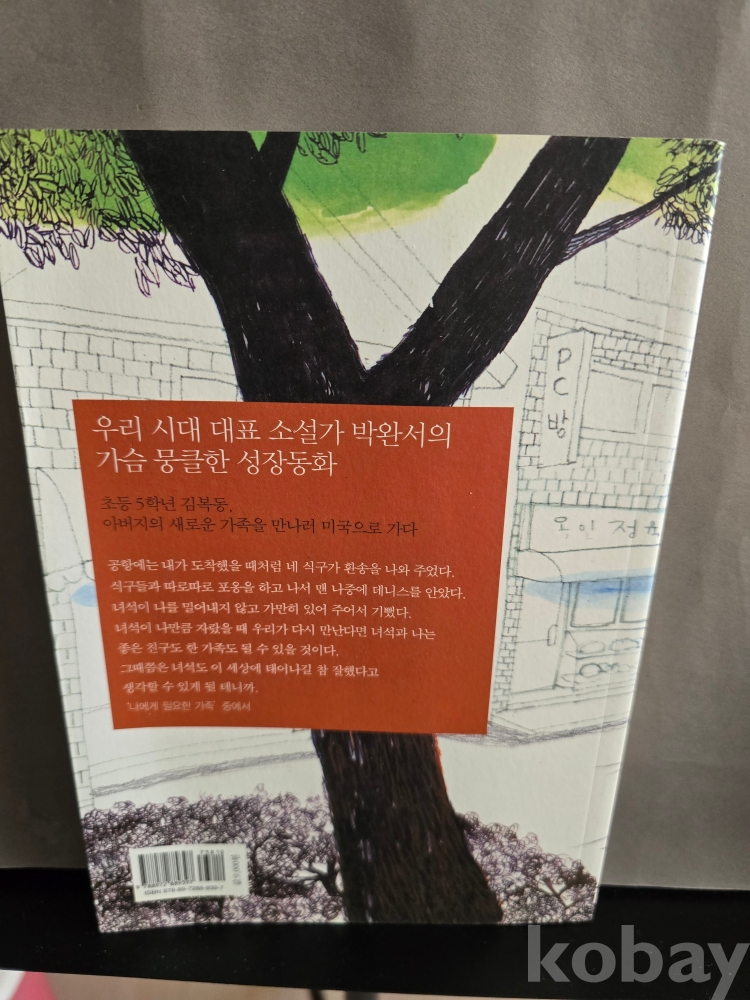 PC방
옥인 정육
우리 시대 대표 소설가 박완서의
가슴 뭉클한 성장동화
초등 5학년 김복동,
아버지의 새로운 가족을 만나러 미국으로 가다
공항에는 내가 도착했을 때처럼 네 식구가 환송을 나와 주었다.
식구들과 따로따로 포옹을 하고 나서 맨 나중에 데니스를 안았다.
녀석이 나를 밀어내지 않고 가만히 있어 주어서 기뻤다.
녀석이 나만큼 자랐을 때 우리가 다시 만난다면 녀석과 나는
좋은 친구도 한 가족도 될 수 있을 것이다.
그때쯤은 녀석도 이 세상에 태어나길 참 잘했다고
생각할 수 있게 될 테니까.
'나에게 필요한 가족' 중에서
73810
ISBN
kobay